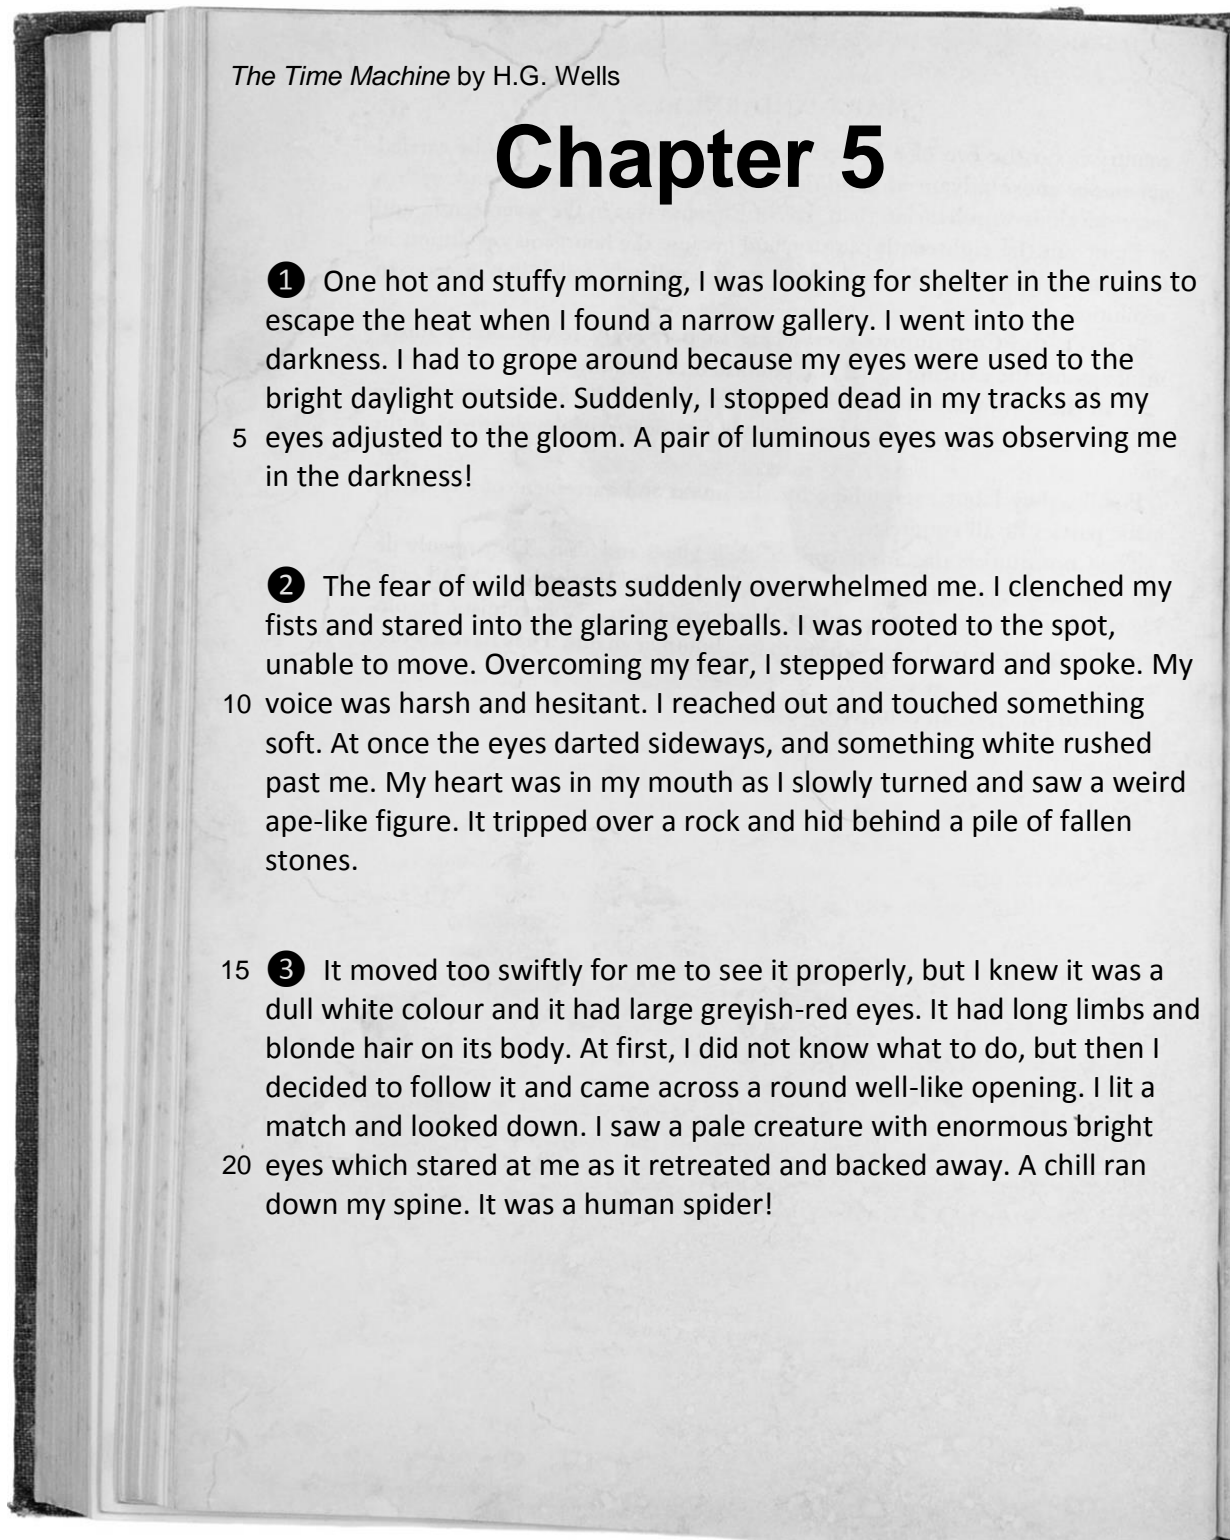 The Time Machine by H.G. Wells
Chapter 5
❶ One hot and stuffy morning, I was looking for shelter in the ruins to
escape the heat when I found a narrow gallery. I went into the
darkness. I had to grope around because my eyes were used to the
bright daylight outside. Suddenly, I stopped dead in my tracks as my
5 eyes adjusted to the gloom. A pair of luminous eyes was observing me
in the darkness!
❷ The fear of wild beasts suddenly overwhelmed me. I clenched my
fists and stared into the glaring eyeballs. I was rooted to the spot,
unable to move. Overcoming my fear, I stepped forward and spoke. My
10 voice was harsh and hesitant. I reached out and touched something
soft. At once the eyes darted sideways, and something white rushed
past me. My heart was in my mouth as I slowly turned and saw a weird
ape-like figure. It tripped over a rock and hid behind a pile of fallen
stones.
15 ❸ It moved too swiftly for me to see it properly, but I knew it was a
dull white colour and it had large greyish-red eyes. It had long limbs and
blonde hair on its body. At first, I did not know what to do, but then I
decided to follow it and came across a round well-like opening. I lit a
match and looked down. I saw a pale creature with enormous bright
20 eyes which stared at me as it retreated and backed away. A chill ran
down my spine. It was a human spider!